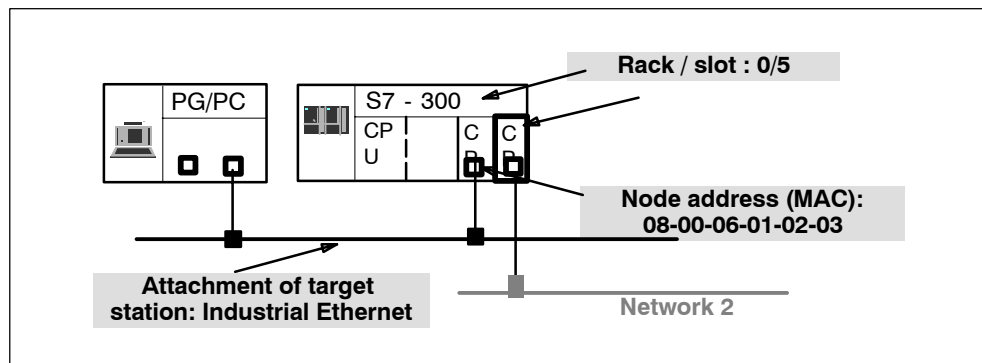 Rack / slot : 0/5
PG/PC
S7 - 300
CP
U
C
P
C
P
Node address (MAC):
08-00-06-01-02-03
Attachment of target
station: Industrial Ethernet
Network 2